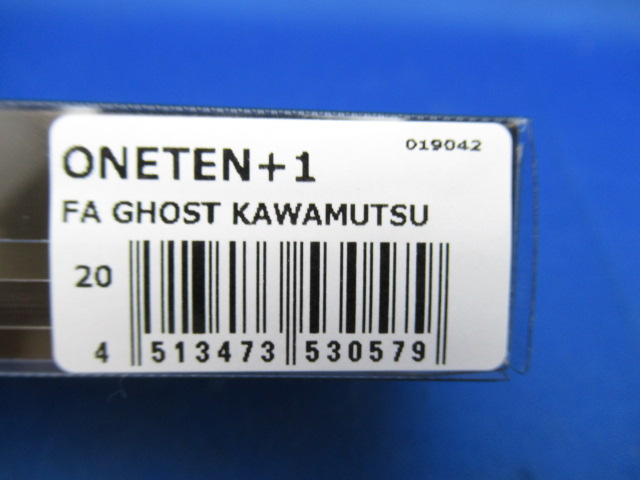 ONETEN+1
019042
FA GHOST KAWAMUTSU
20
4 513473 530579